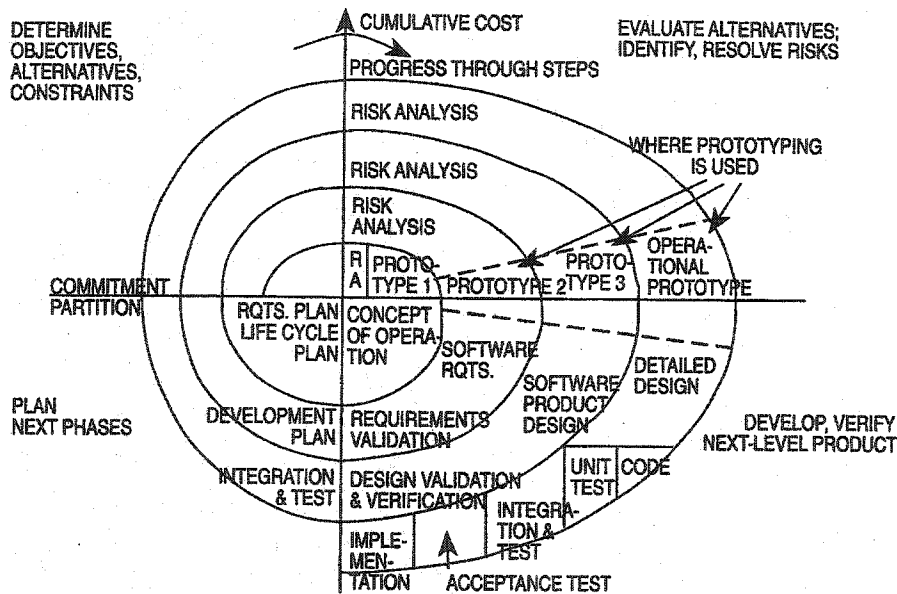 DETERMINE
OBJECTIVES,
ALTERNATIVES,
CONSTRAINTS
CUMULATIVE COST
PROGRESS THROUGH STEPS
EVALUATE ALTERNATIVES;
IDENTIFY, RESOLVE RISKS
RISK ANALYSIS
RISK ANALYSIS
RISK
ANALYSIS
WHERE PROTOTYPING
IS USED
R
A
PROTO-
TYPE 1
PROTOTYPE 2
PROTO-
TYPE 3
OPERA-
TIONAL
PROTOTYPE
COMMITMENT
PARTITION
RQTS. PLAN
LIFE CYCLE
PLAN
CONCEPT
OF OPERA-
TION
SOFTWARE
RQTS.
SOFTWARE
PRODUCT
DESIGN
DETAILED
DESIGN
PLAN
NEXT PHASES
DEVELOPMENT
PLAN
REQUIREMENTS
VALIDATION
DEVELOP, VERIFY
NEXT-LEVEL PRODUCT
INTEGRATION
& TEST
DESIGN VALIDATION
& VERIFICATION
UNIT
TEST
CODE
INTEGRA-
TION &
TEST
IMPLE-
MEN-
TATION
ACCEPTANCE TEST